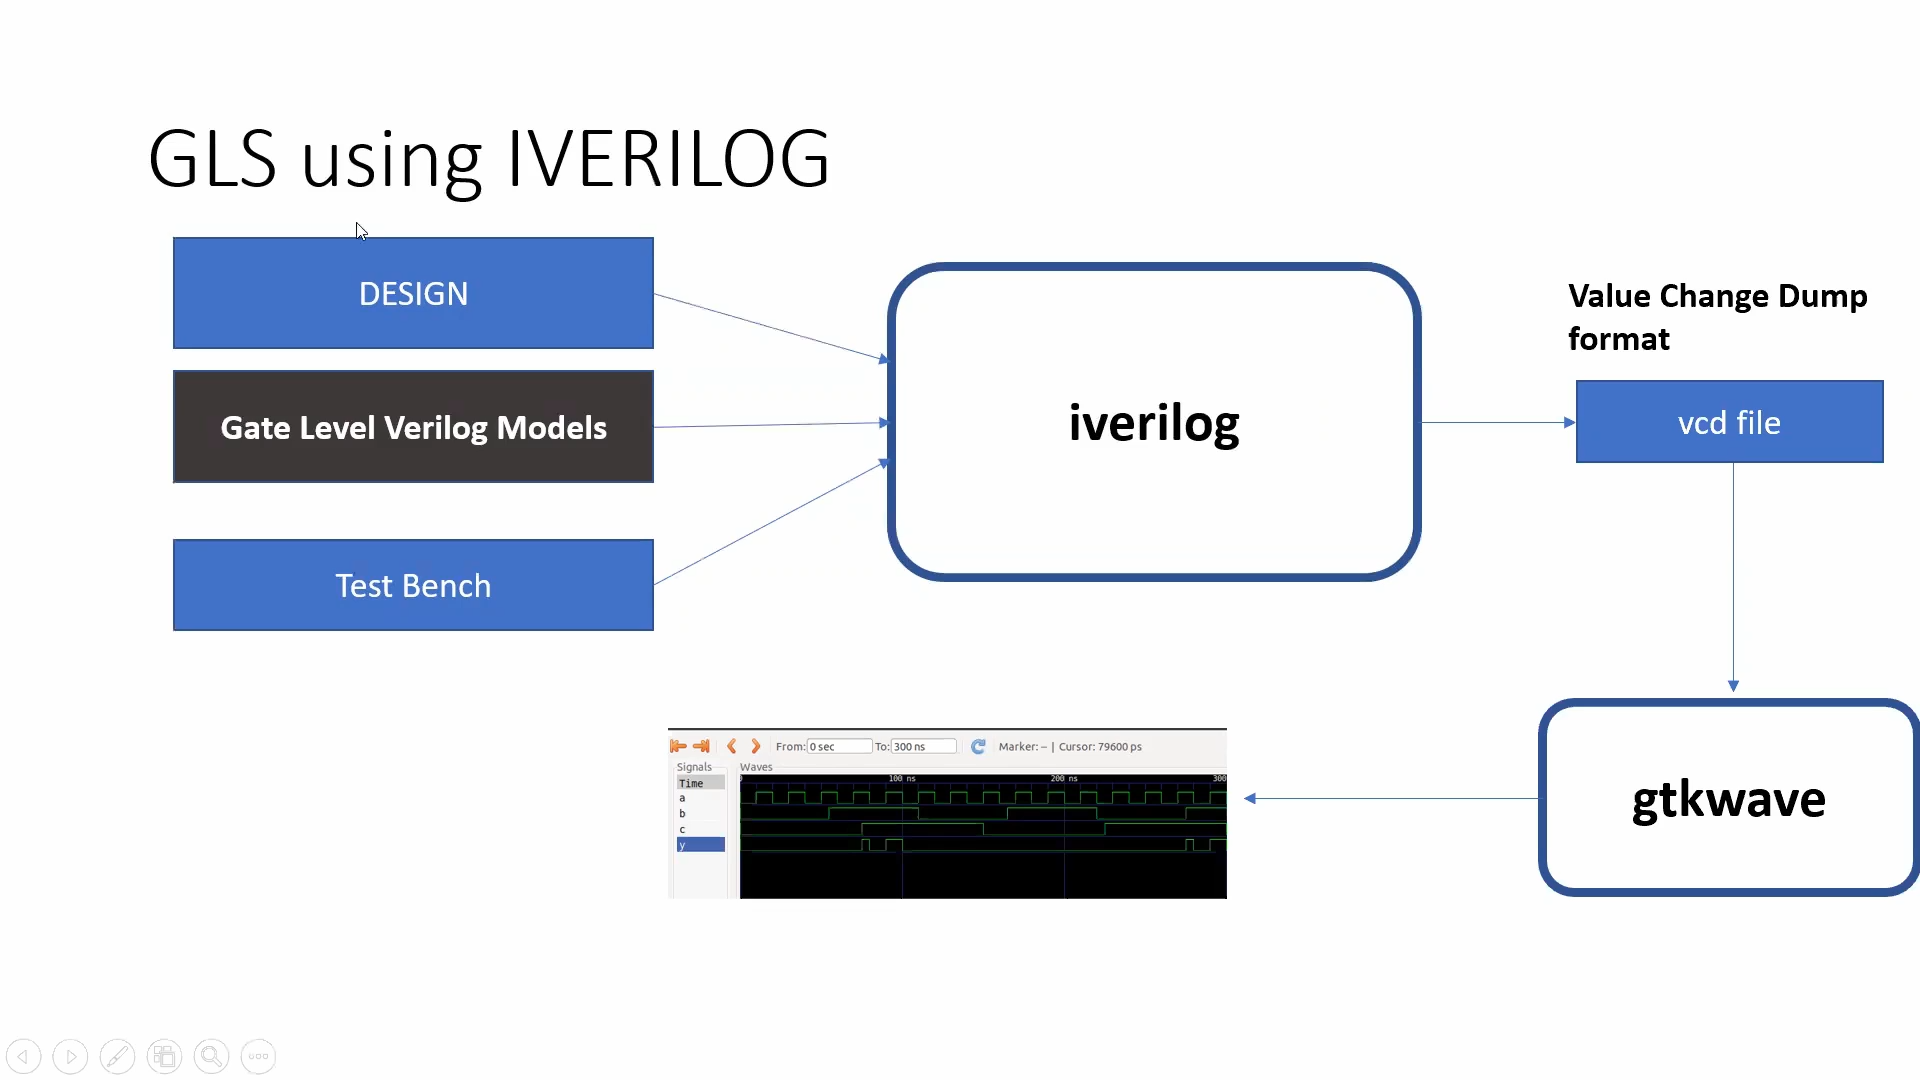 GLS using IVERILOG
DESIGN
Gate Level Verilog Models
Test Bench
iverilog
Value Change Dump
format
vcd file
gtkwave
From: 0 sec To: 300 ns Marker: -- | Cursor: 79600 ps
Signals Waves
Time
100 ns 200 ns 300
a
b
c
y